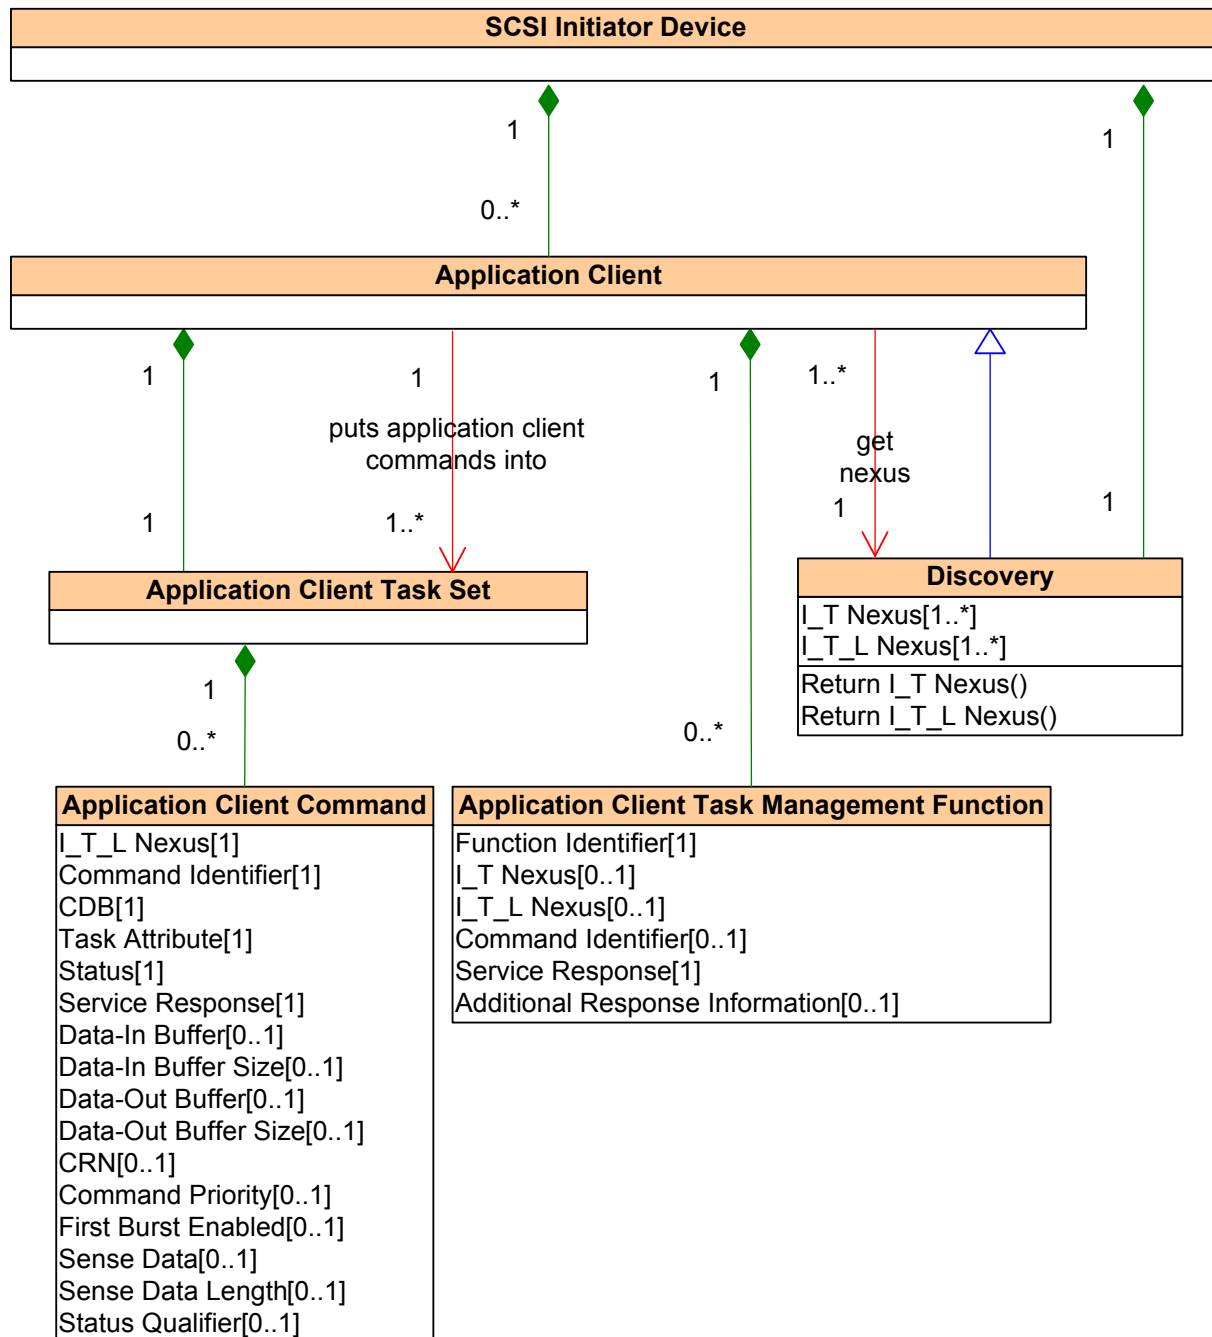 SCSI Initiator Device
1
1
0..*
Application Client
1
1
1
1..*
puts application client
commands into
get
nexus
1
1..*
1
1
Application Client Task Set
Discovery
I_T Nexus[1..*]
I_T_L Nexus[1..*]
Return I_T Nexus()
Return I_T_L Nexus()
1
0..*
0..*
Application Client Command
I_T_L Nexus[1]
Command Identifier[1]
CDB[1]
Task Attribute[1]
Status[1]
Service Response[1]
Data-In Buffer[0..1]
Data-In Buffer Size[0..1]
Data-Out Buffer[0..1]
Data-Out Buffer Size[0..1]
CRN[0..1]
Command Priority[0..1]
First Burst Enabled[0..1]
Sense Data[0..1]
Sense Data Length[0..1]
Status Qualifier[0..1]
Application Client Task Management Function
Function Identifier[1]
I_T Nexus[0..1]
I_T_L Nexus[0..1]
Command Identifier[0..1]
Service Response[1]
Additional Response Information[0..1]